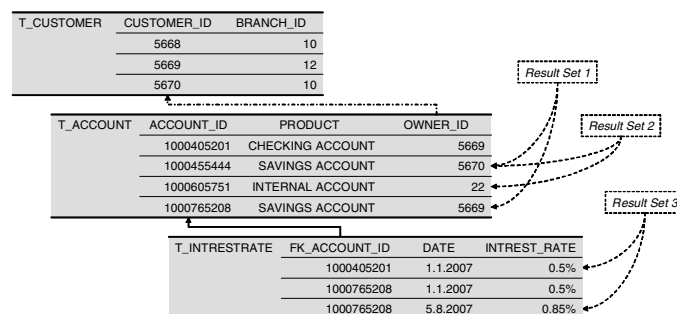 T_CUSTOMER CUSTOMER_ID BRANCH_ID
5668 10
5669 12
5670 10
Result Set 1
T_ACCOUNT ACCOUNT_ID PRODUCT OWNER_ID
1000405201 CHECKING ACCOUNT 5669
1000455444 SAVINGS ACCOUNT 5670
1000605751 INTERNAL ACCOUNT 22
1000765208 SAVINGS ACCOUNT 5669
Result Set 2
Result Set 3
T_INTRESTRATE FK_ACCOUNT_ID DATE INTREST_RATE
1000405201 1.1.2007 0.5%
1000765208 1.1.2007 0.5%
1000765208 5.8.2007 0.85%